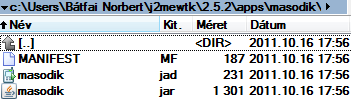 c:\Users\Bátfai Norbert\j2mewtk\2.5.2\apps\masodik\
Név Kit. Méret Dátum
[..] <DIR> 2011.10.16 17:56
MANIFEST MF 187 2011.10.16 17:56
masodik jad 231 2011.10.16 17:56
masodik jar 1 301 2011.10.16 17:56